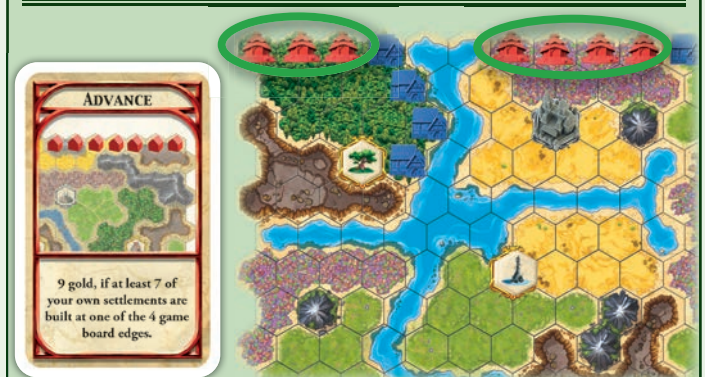 ADVANCE
9 gold, if at least 7 of
your own settlements are
built at one of the 4 game
board edges.